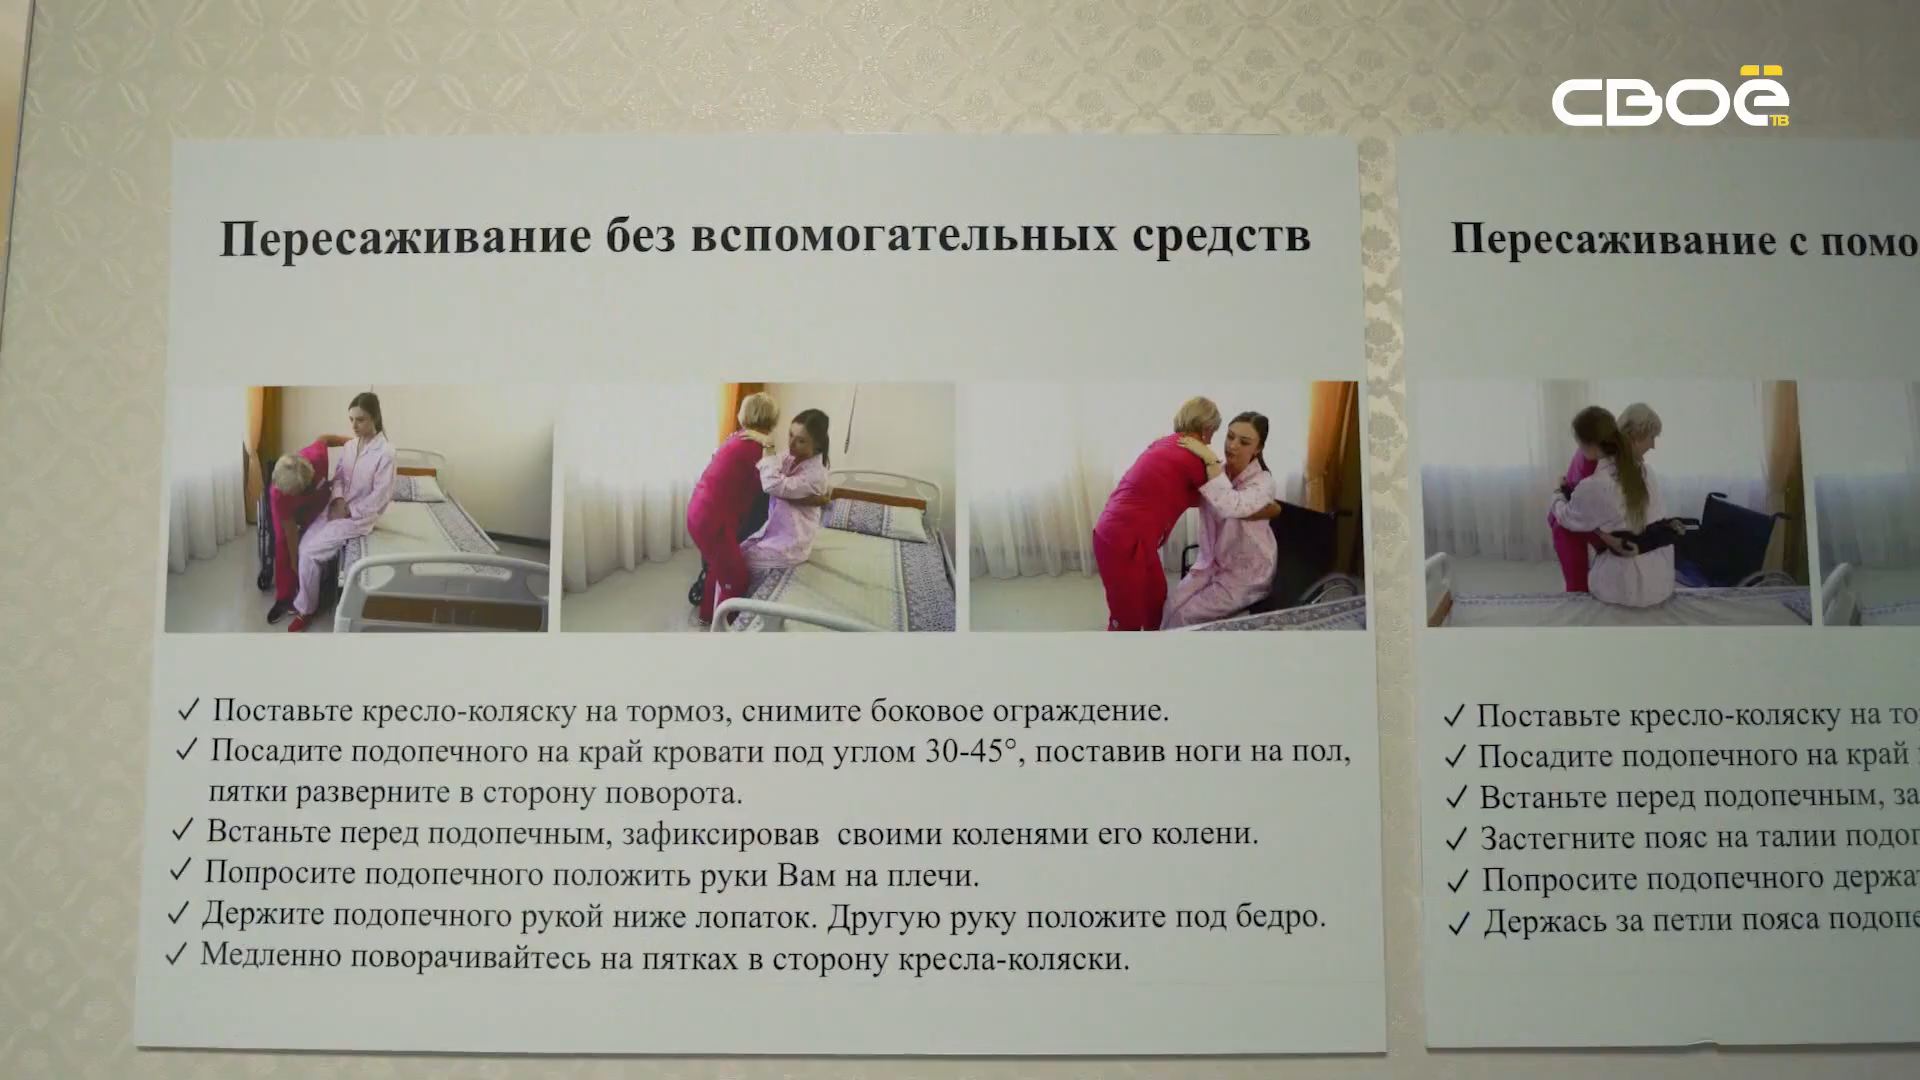 СВОЁ
ТВ
Пересаживание без вспомогательных средств
✓ Поставьте кресло-коляску на тормоз, снимите боковое ограждение.
✓ Посадите подопечного на край кровати под углом 30-45°, поставив ноги на пол,
пятки разверните в сторону поворота.
✓ Встаньте перед подопечным, зафиксировав своими коленями его колени.
✓ Попросите подопечного положить руки Вам на плечи.
✓ Держите подопечного рукой ниже лопаток. Другую руку положите под бедро.
✓ Медленно поворачивайтесь на пятках в сторону кресла-коляски.
Пересаживание с помо
✓ Поставьте кресло-коляску на то
✓ Посадите подопечного на край
✓ Встаньте перед подопечным, за
✓ Застегните пояс на талии подоп
✓ Попросите подопечного держат
✓ Держась за петли пояса подопе